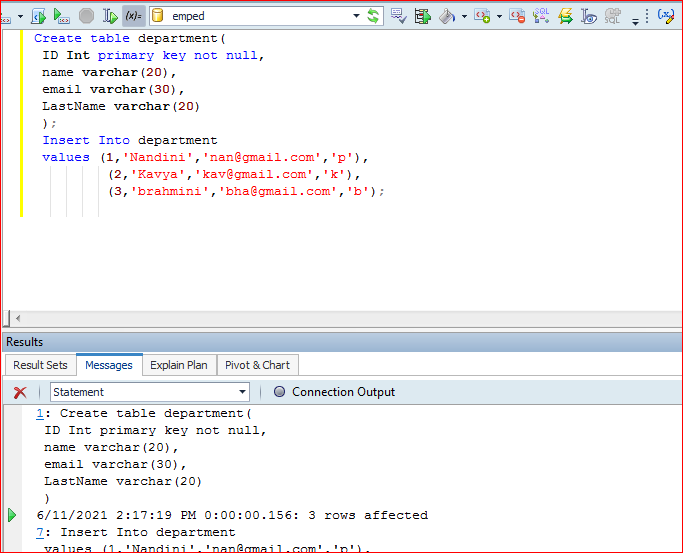 (x)=
emped
SQL
SQL
(x)
Create table department(
ID Int primary key not null,
name varchar(20),
email varchar(30),
LastName varchar(20)
);
Insert Into department
values (1,'Nandini','nan@gmail.com','p'),
(2,'Kavya','kav@gmail.com','k'),
(3,'brahmini','bha@gmail.com','b');
Results
Result Sets Messages Explain Plan Pivot & Chart
Statement Connection Output
1: Create table department(
ID Int primary key not null,
name varchar(20),
email varchar(30),
LastName varchar(20)
)
6/11/2021 2:17:19 PM 0:00:00.156: 3 rows affected
7: Insert Into department
values (1,'Nandini','nan@gmail.com','p'),